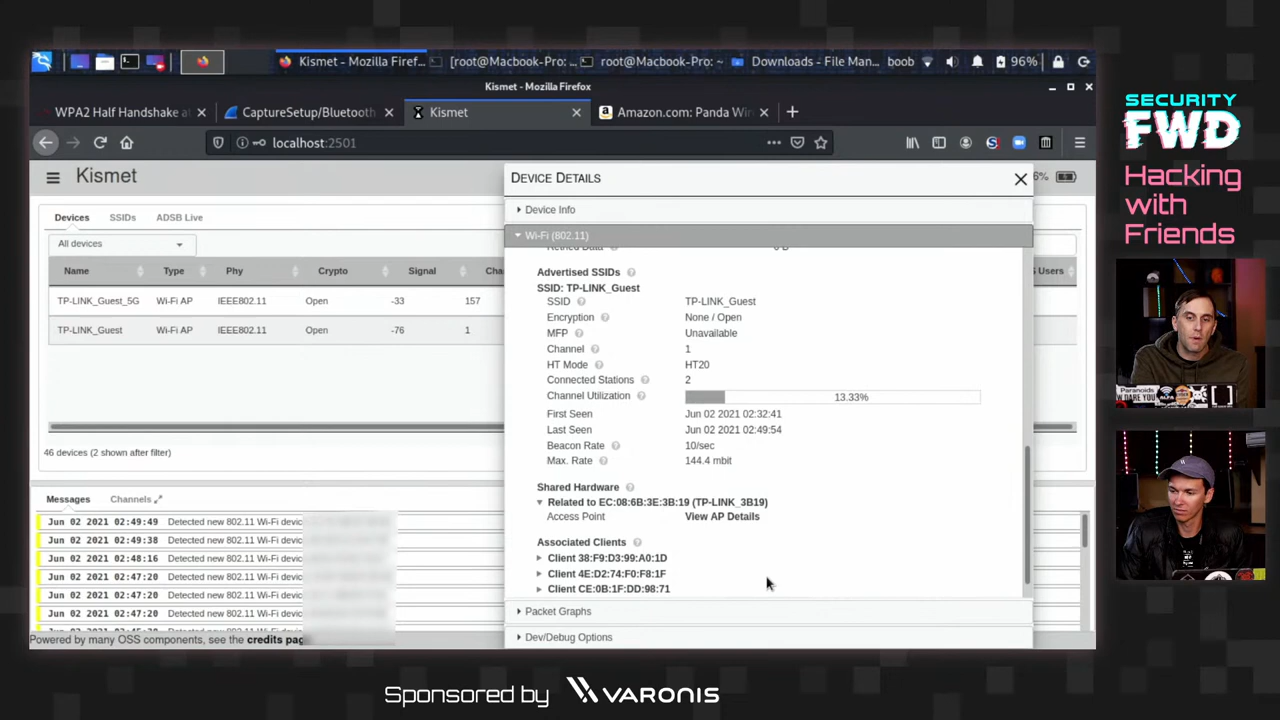 Kismet - Mozilla Firef...
[root@Macbook-Pro: ...
root@Macbook-Pro: ~
Downloads - File Man...
boob
96%
Kismet - Mozilla Firefox
WPA2 Half Handshake at
CaptureSetup/Bluetooth
Kismet
Amazon.com: Panda Win
localhost:2501
Kismet
6%
Devices
SSIDs
ADSB Live
All devices
Name Type Phy Crypto Signal Cha
Users
TP-LINK_Guest_5G Wi-Fi AP IEEE802.11 Open -33 157
TP-LINK_Guest Wi-Fi AP IEEE802.11 Open -76 1
46 devices (2 shown after filter)
Messages
Channels
Jun 02 2021 02:49:49 Detected new 802.11 Wi-Fi devic
Jun 02 2021 02:49:38 Detected new 802.11 Wi-Fi devic
Jun 02 2021 02:48:16 Detected new 802.11 Wi-Fi devic
Jun 02 2021 02:47:20 Detected new 802.11 Wi-Fi devic
Jun 02 2021 02:47:20 Detected new 802.11 Wi-Fi devic
Jun 02 2021 02:47:20 Detected new 802.11 Wi-Fi devic
Powered by many OSS components, see the credits pag
DEVICE DETAILS
Device Info
Wi-Fi (802.11)
Advertised SSIDs
SSID: TP-LINK_Guest
SSID TP-LINK_Guest
Encryption None / Open
MFP Unavailable
Channel 1
HT Mode HT20
Connected Stations 2
Channel Utilization 13.33%
First Seen Jun 02 2021 02:32:41
Last Seen Jun 02 2021 02:49:54
Beacon Rate 10/sec
Max. Rate 144.4 mbit
Shared Hardware
Related to EC:08:6B:3E:3B:19 (TP-LINK_3B19)
Access Point View AP Details
Associated Clients
Client 38:F9:D3:99:A0:1D
Client 4E:D2:74:F0:F8:1F
Client CE:0B:1F:DD:98:71
Packet Graphs
Dev/Debug Options
SECURITY
FWD
Hacking
with
Friends
Paranoids
W DARE YOU
Sponsored by VARONIS